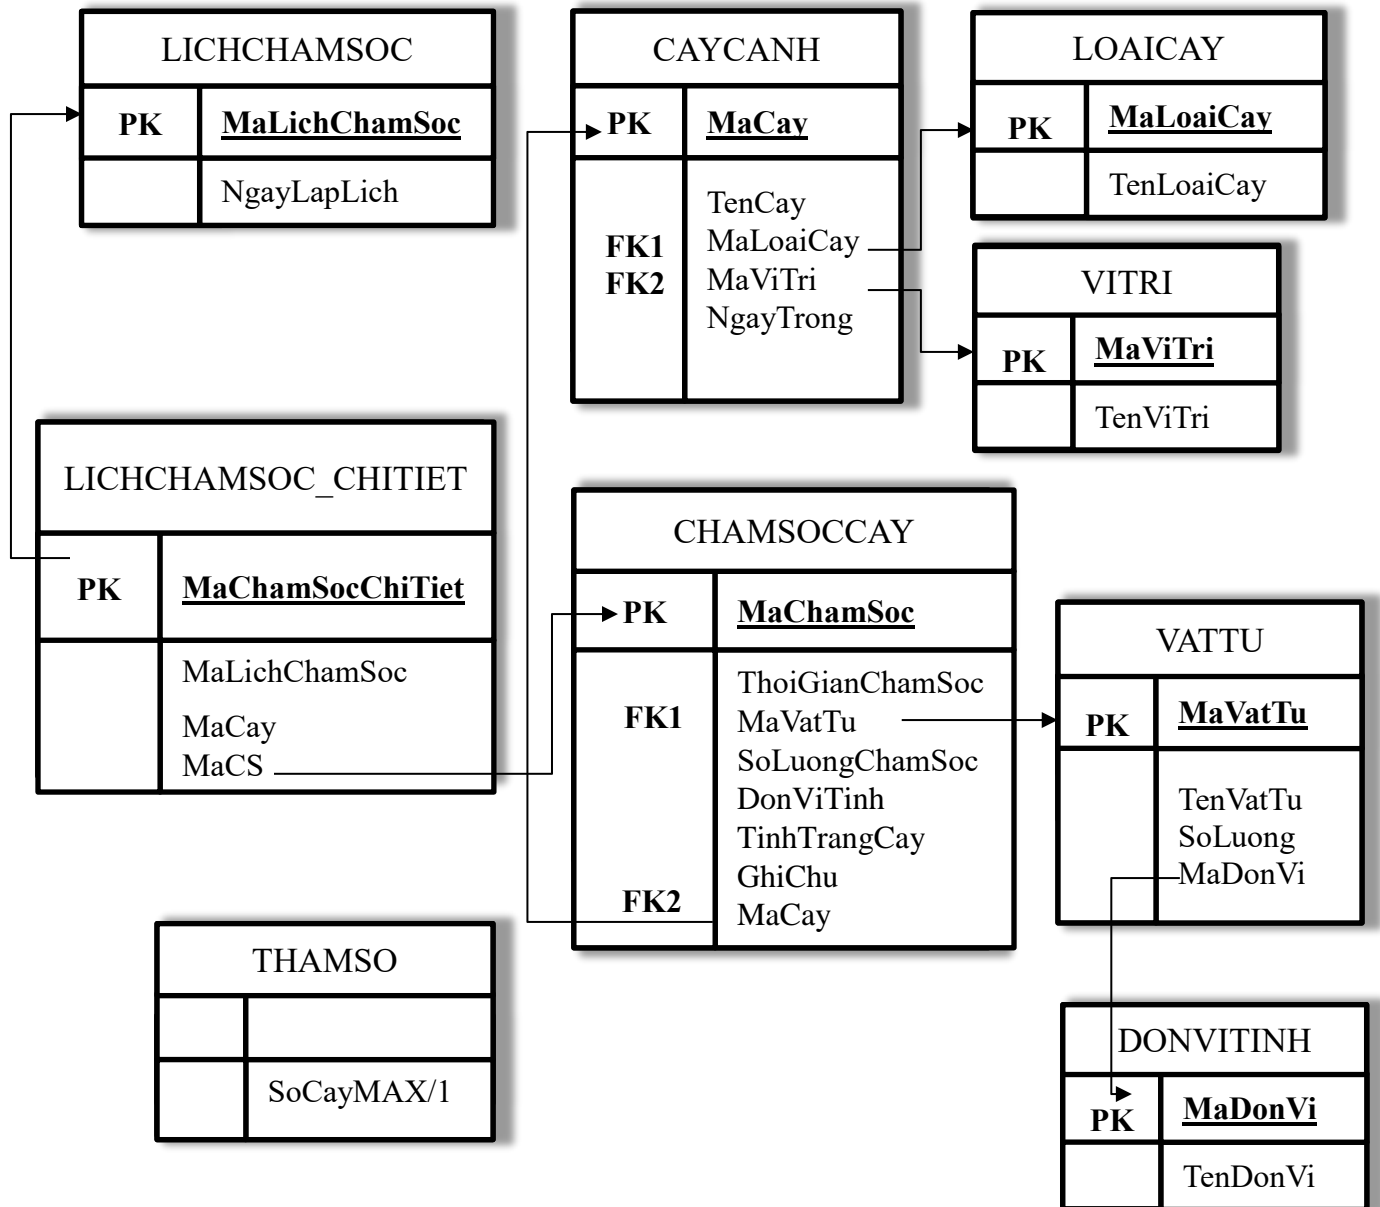 LICHCHAMSOC
PK MaLichChamSoc
NgayLapLich
CAYCANH
PK MaCay
TenCay
FK1 MaLoaiCay
FK2 MaViTri
NgayTrong
LOAICAY
PK MaLoaiCay
TenLoaiCay
VITRI
PK MaViTri
TenViTri
LICHCHAMSOC_CHITIET
PK MaChamSocChiTiet
MaLichChamSoc
MaCay
MaCS
CHAMSOCCAY
PK MaChamSoc
ThoiGianChamSoc
FK1 MaVatTu
SoLuongChamSoc
DonViTinh
TinhTrangCay
GhiChu
FK2 MaCay
VATTU
PK MaVatTu
TenVatTu
SoLuong
MaDonVi
THAMSO
SoCayMAX/1
DONVITINH
PK MaDonVi
TenDonVi